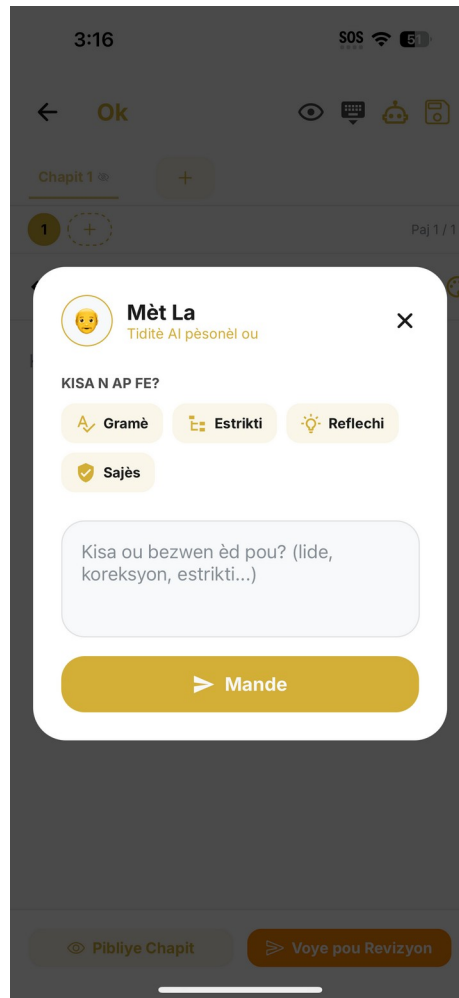 3:16
SOS
51
Ok
Chapit 1
+
1
+
Paj 1 / 1
Mèt La
Tiditè AI pèsonèl ou
KISA N AP FE?
Gramè
Estrikti
Reflechi
Sajès
Kisa ou bezwen èd pou? (lide,
koreksyon, estrikti...)
Mande
Pibliye Chapit
Voye pou Revizyon